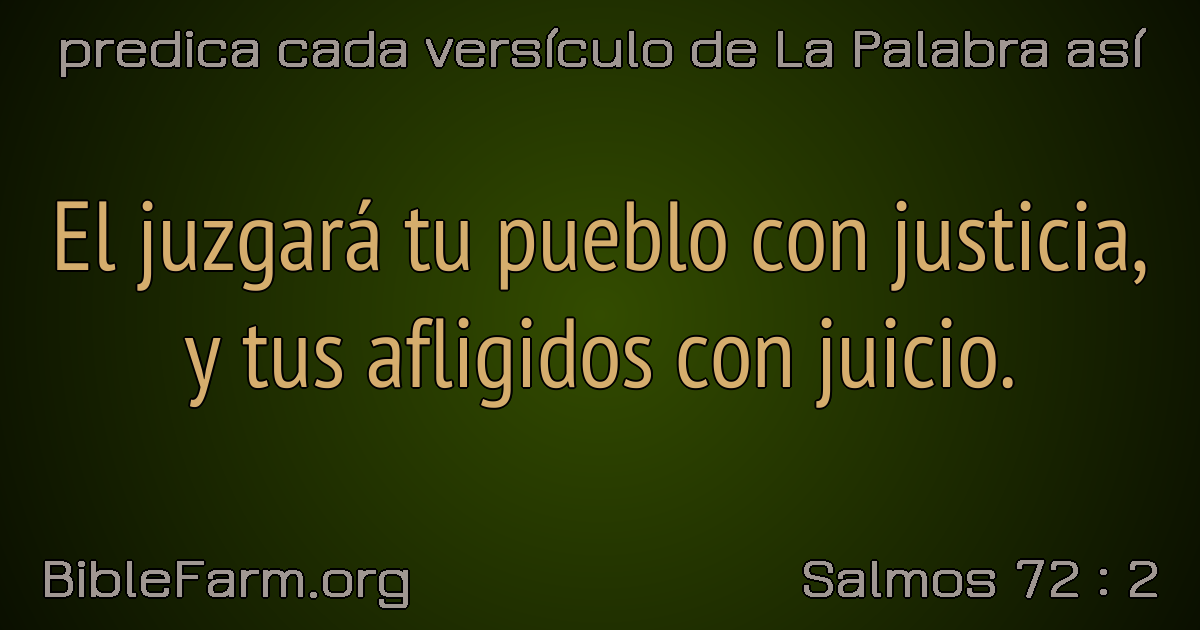 predica cada versículo de La Palabra así
El juzgará tu pueblo con justicia,
y tus afligidos con juicio.
BibleFarm.org
Salmos 72 : 2